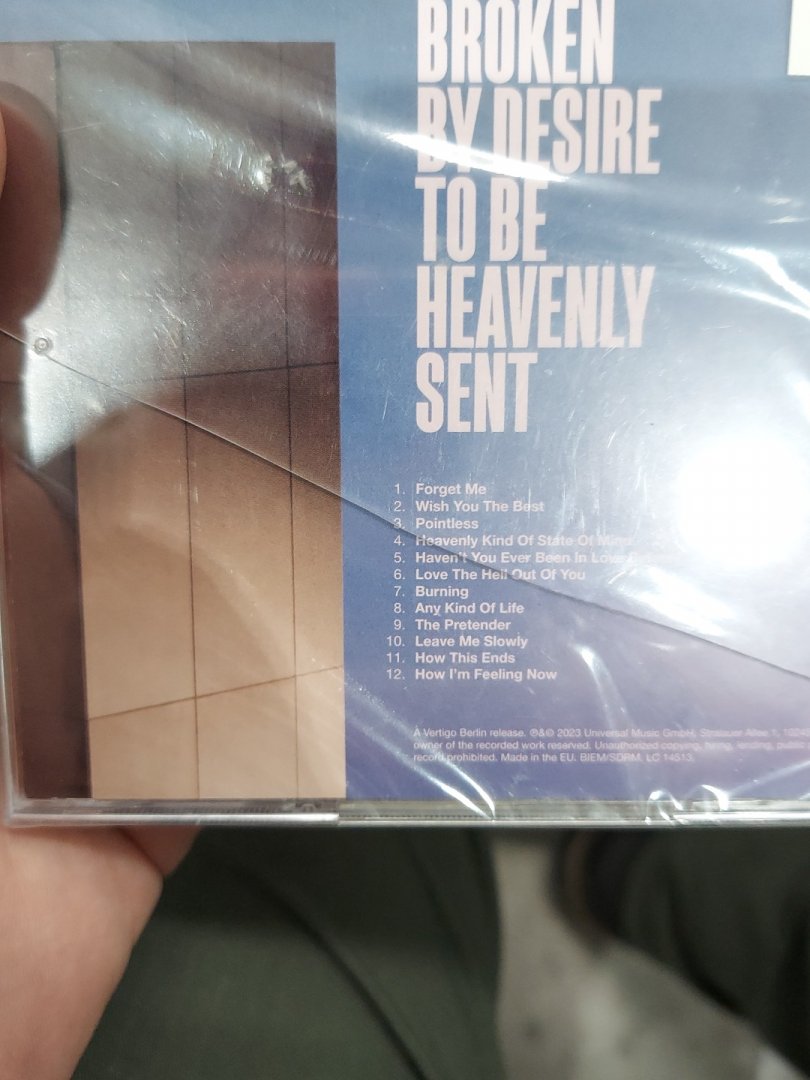 BROKEN
BY DESIRE
TO BE
HEAVENLY
SENT
1. Forget Me
2. Wish You The Best
3. Pointless
4. Heavenly Kind Of State Of Mind
5. Haven't You Ever Been In Love
6. Love The Hell Out Of You
7. Burning
8. Any Kind Of Life
9. The Pretender
10. Leave Me Slowly
11. How This Ends
12. How I'm Feeling Now
A Vertigo Berlin release. ℗&© 2023 Universal Music GmbH, Stralauer Allee 1,
owner of the recorded work reserved. Unauthorized copying, hiring, lending,
record prohibited. Made in the EU. BIEM/SDRM. LC 14513.